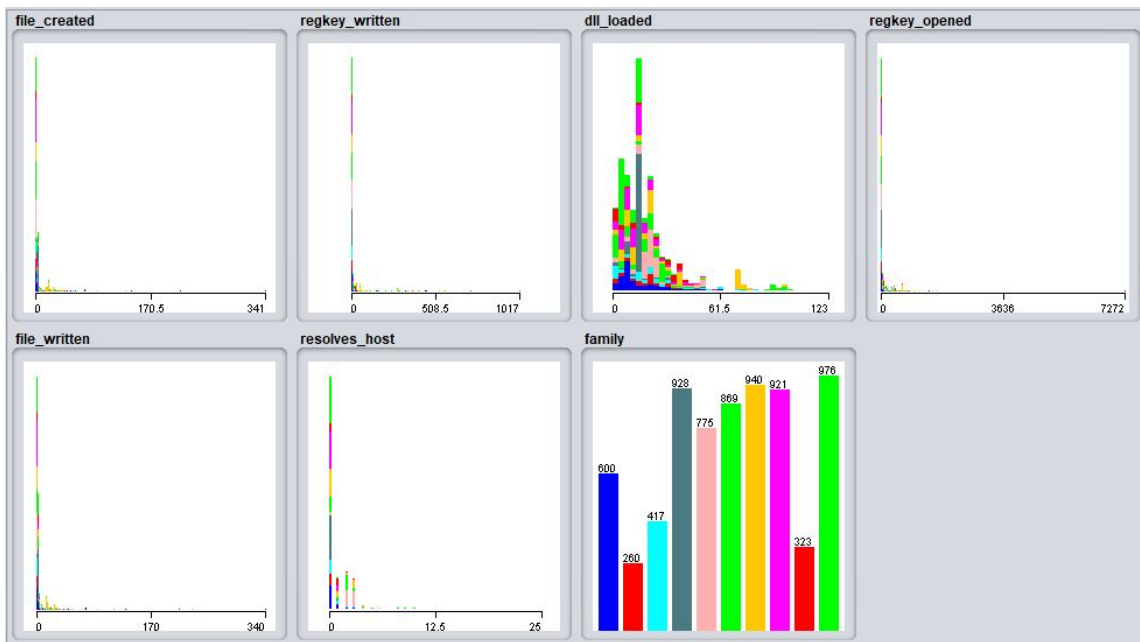 file_created
regkey_written
dll_loaded
regkey_opened
0 170.5 341
0 508.5 1017
0 61.5 123
0 3636 7272
file_written
resolves_host
family
0 170 340
0 12.5 25
600
260
417
928
775
869
940
921
323
976